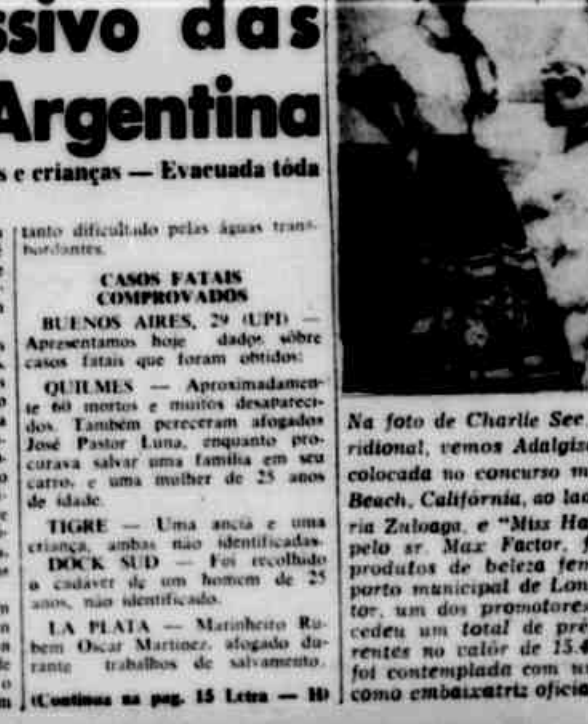 ssivo das
Argentina
s e crianças — Evacuada tôda
tanto dificultado pelas águas trans-
bordantes.
CASOS FATAIS
COMPROVADOS
BUENOS AIRES, 29 (UPI) —
Apresentamos hoje dados sôbre
casos fatais que foram obtidos:
QUILMES — Aproximadamen-
te 60 mortos e muitos desapareci-
dos. Também pereceram afogados
José Pastor Luna, enquanto pro-
curava salvar uma família em seu
carro, e uma mulher de 25 anos
de idade.
TIGRE — Uma anciã e uma
criança, ambas não identificadas.
DOCK SUD — Foi recolhido
o cadáver de um homem de 25
anos, não identificado.
LA PLATA — Marinheito Ru-
bem Oscar Martinez, afogado du-
rante trabalhos de salvamento.
(Continua na pag. 15 Letra — H)
Na foto de Charlie Ser
ridional, vemos Adalgis
colocada no concurso m
Beach, Califórnia, ao la
ria Zuloaga, e "Miss Ha
pelo sr. Max Factor, f
produtos de beleza fem
porto municipal de Lon
tor, um dos promotore
cedeu um total de prê
rentes no valôr de 15.4
foi contemplada com u
como embaixatriz oficia